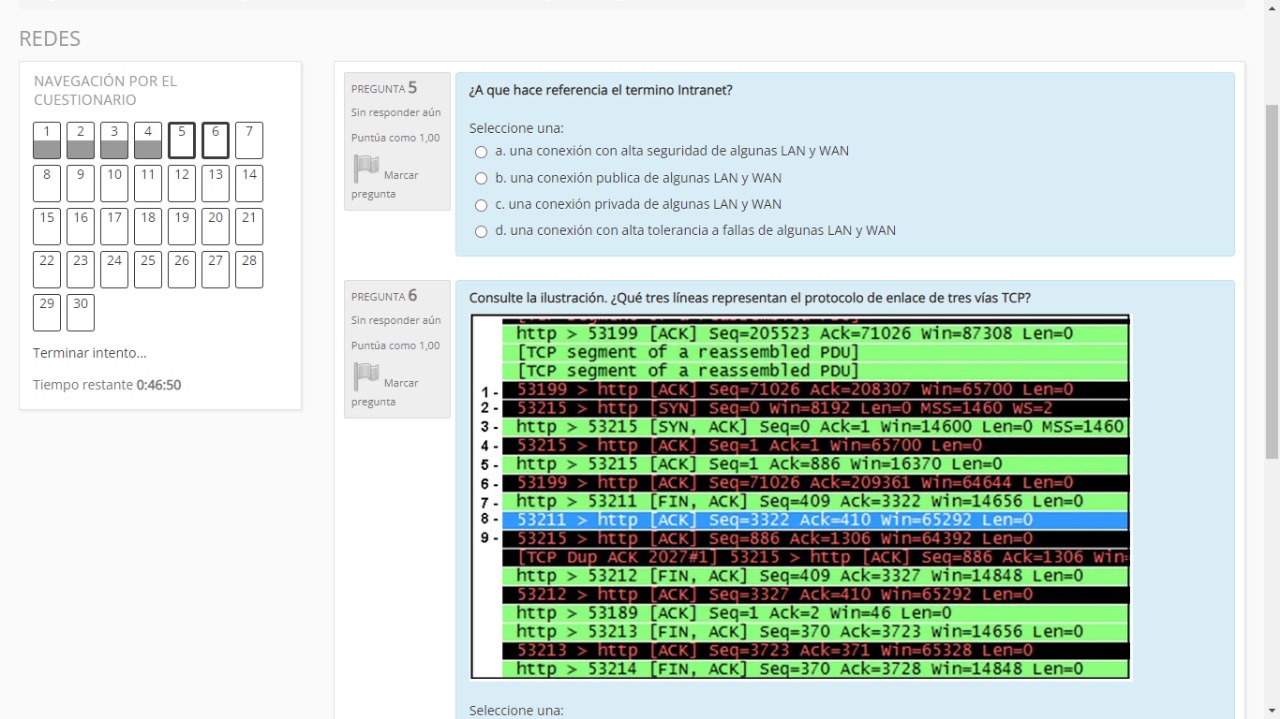 REDES
NAVEGACIÓN POR EL
CUESTIONARIO
1 2 3 4 5 6 7
8 9 10 11 12 13 14
15 16 17 18 19 20 21
22 23 24 25 26 27 28
29 30
Terminar intento...
Tiempo restante 0:46:50
PREGUNTA 5
Sin responder aún
Puntúa como 1,00
Marcar
pregunta
¿A que hace referencia el termino Intranet?
Seleccione una:
a. una conexión con alta seguridad de algunas LAN y WAN
b. una conexión publica de algunas LAN y WAN
c. una conexión privada de algunas LAN y WAN
d. una conexión con alta tolerancia a fallas de algunas LAN y WAN
PREGUNTA 6
Sin responder aún
Puntúa como 1,00
Marcar
pregunta
Consulte la ilustración. ¿Qué tres líneas representan el protocolo de enlace de tres vías TCP?
[TCP segment of a reassembled PDU]
http > 53199 [ACK] Seq=205523 Ack=71026 Win=87308 Len=0
[TCP segment of a reassembled PDU]
[TCP segment of a reassembled PDU]
1 - 53199 > http [ACK] Seq=71026 Ack=208307 Win=65700 Len=0
2 - 53215 > http [SYN] Seq=0 Win=8192 Len=0 MSS=1460 WS=2
3 - http > 53215 [SYN, ACK] Seq=0 Ack=1 Win=14600 Len=0 MSS=1460
4 - 53215 > http [ACK] Seq=1 Ack=1 Win=65700 Len=0
5 - http > 53215 [ACK] Seq=1 Ack=886 Win=16370 Len=0
6 - 53199 > http [ACK] Seq=71026 Ack=209361 Win=64644 Len=0
7 - http > 53211 [FIN, ACK] Seq=409 Ack=3322 Win=14656 Len=0
8 - 53211 > http [ACK] Seq=3322 Ack=410 Win=65292 Len=0
9 - 53215 > http [ACK] Seq=886 Ack=1306 Win=64392 Len=0
[TCP Dup ACK 2027#1] 53215 > http [ACK] Seq=886 Ack=1306 Win=
http > 53212 [FIN, ACK] Seq=409 Ack=3327 Win=14848 Len=0
53212 > http [ACK] Seq=3327 Ack=410 Win=65292 Len=0
http > 53189 [ACK] Seq=1 Ack=2 Win=46 Len=0
http > 53213 [FIN, ACK] Seq=370 Ack=3723 Win=14656 Len=0
53213 > http [ACK] Seq=3723 Ack=371 Win=65328 Len=0
http > 53214 [FIN, ACK] Seq=370 Ack=3728 Win=14848 Len=0
Seleccione una: